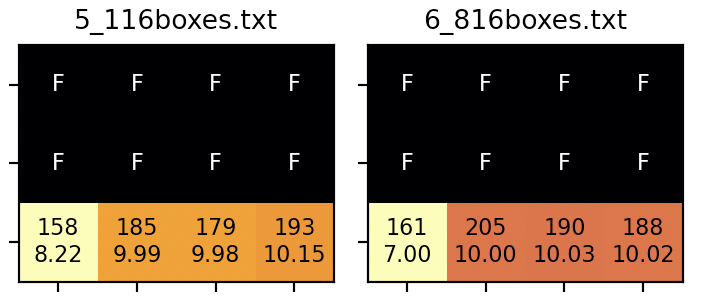 5_116boxes.txt
F F F F
F F F F
158 185 179 193
8.22 9.99 9.98 10.15
6_816boxes.txt
F F F F
F F F F
161 205 190 188
7.00 10.00 10.03 10.02